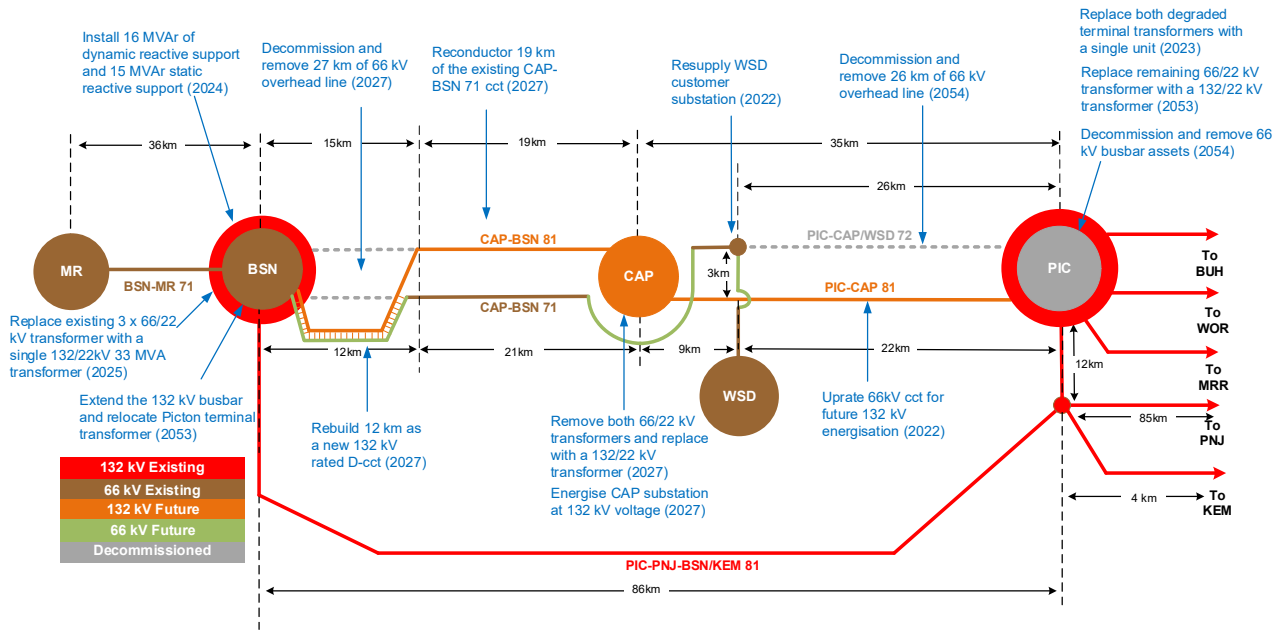 Install 16 MVAr of
dynamic reactive support
and 15 MVAr static
reactive support (2024)
Decommission and
remove 27 km of 66 kV
overhead line (2027)
Reconductor 19 km
of the existing CAP-
BSN 71 cct (2027)
Resupply WSD
customer
substation (2022)
Decommission and
remove 26 km of 66 kV
overhead line (2054)
Replace both degraded
terminal transformers with
a single unit (2023)
Replace remaining 66/22 kV
transformer with a 132/22 kV
transformer (2053)
Decommission and remove 66
kV busbar assets (2054)
36km
15km
19km
35km
26km
MR
BSN-MR 71
BSN
CAP-BSN 81
CAP-BSN 71
CAP
3km
PIC-CAP/WSD 72
PIC-CAP 81
PIC
WSD
To
BUH
To
WOR
To
MRR
To
PNJ
To
KEM
12km
21km
9km
22km
12km
85km
4 km
Replace existing 3 x 66/22
kV transformer with a
single 132/22kV 33 MVA
transformer (2025)
Extend the 132 kV busbar
and relocate Picton terminal
transformer (2053)
Rebuild 12 km as
a new 132 kV
rated D-cct (2027)
Remove both 66/22 kV
transformers and replace
with a 132/22 kV
transformer (2027)
Energise CAP substation
at 132 kV voltage (2027)
Uprate 66kV cct for
future 132 kV
energisation (2022)
132 kV Existing
66 kV Existing
132 kV Future
66 kV Future
Decommissioned
PIC-PNJ-BSN/KEM 81
86km